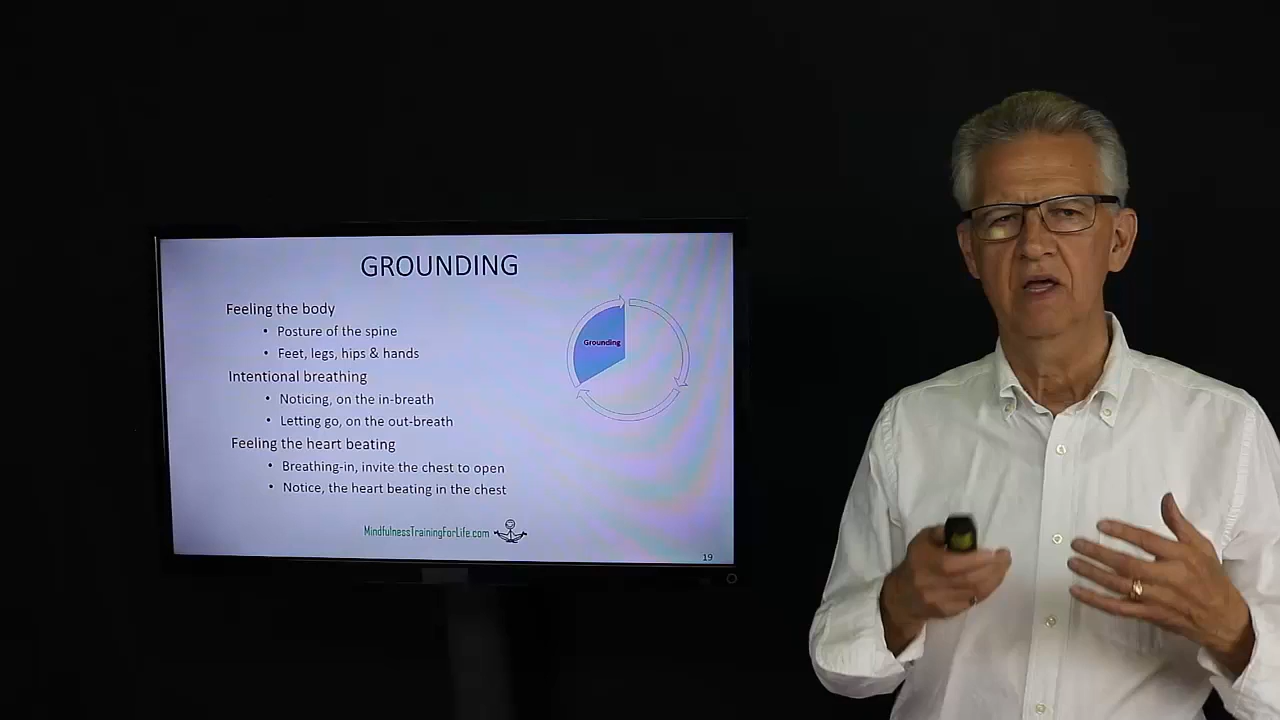 GROUNDING
Feeling the body
• Posture of the spine
• Feet, legs, hips & hands
Intentional breathing
• Noticing, on the in-breath
• Letting go, on the out-breath
Feeling the heart beating
• Breathing-in, invite the chest to open
• Notice, the heart beating in the chest
Grounding
MindfulnessTrainingForLife.com
19